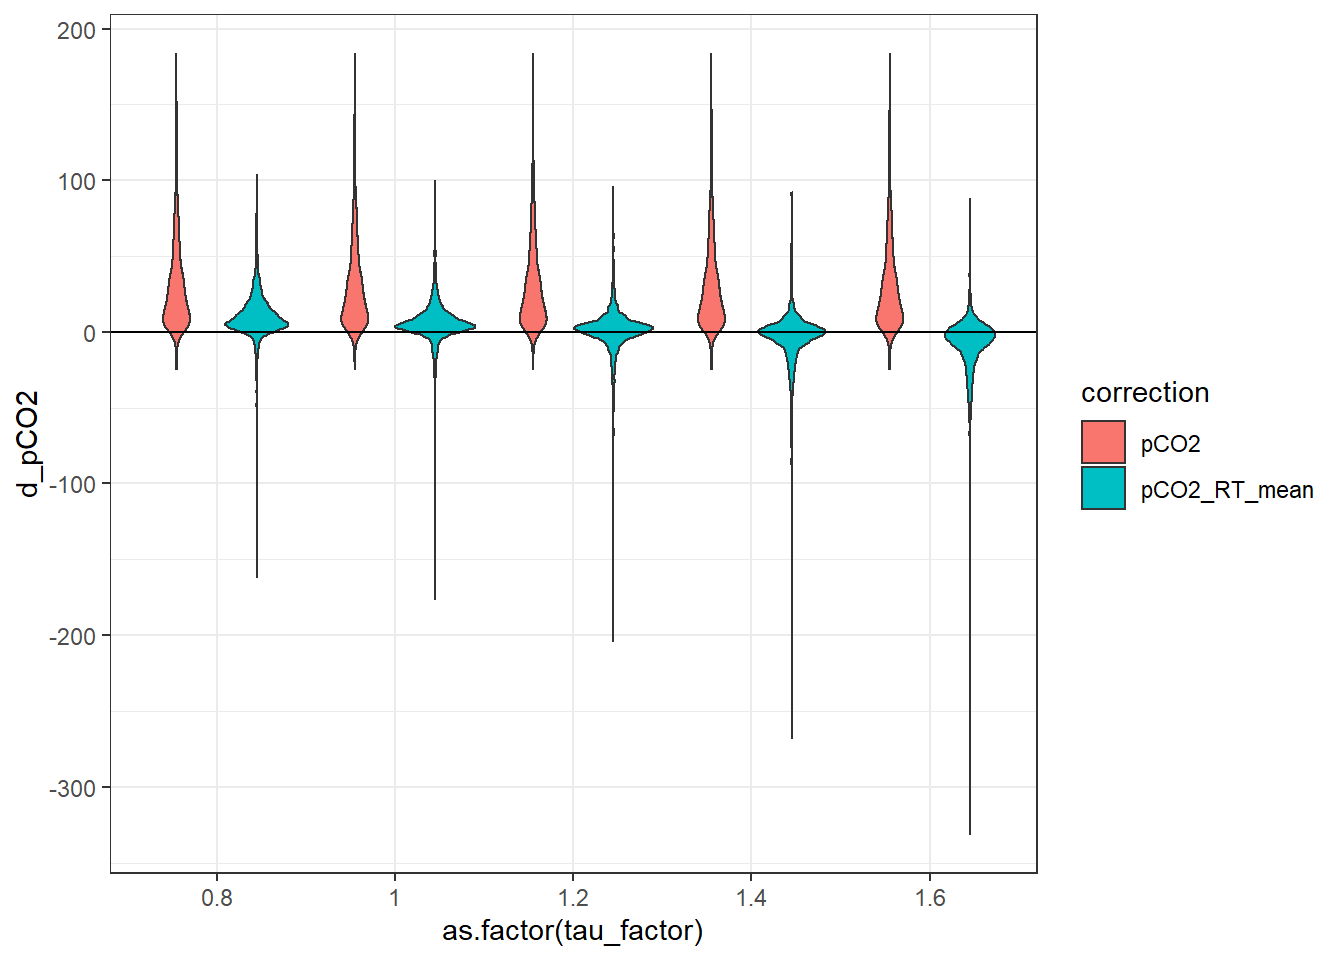 200
100
0
-100
-200
-300
d_pCO2
0.8
1
1.2
1.4
1.6
as.factor(tau_factor)
correction
pCO2
pCO2_RT_mean